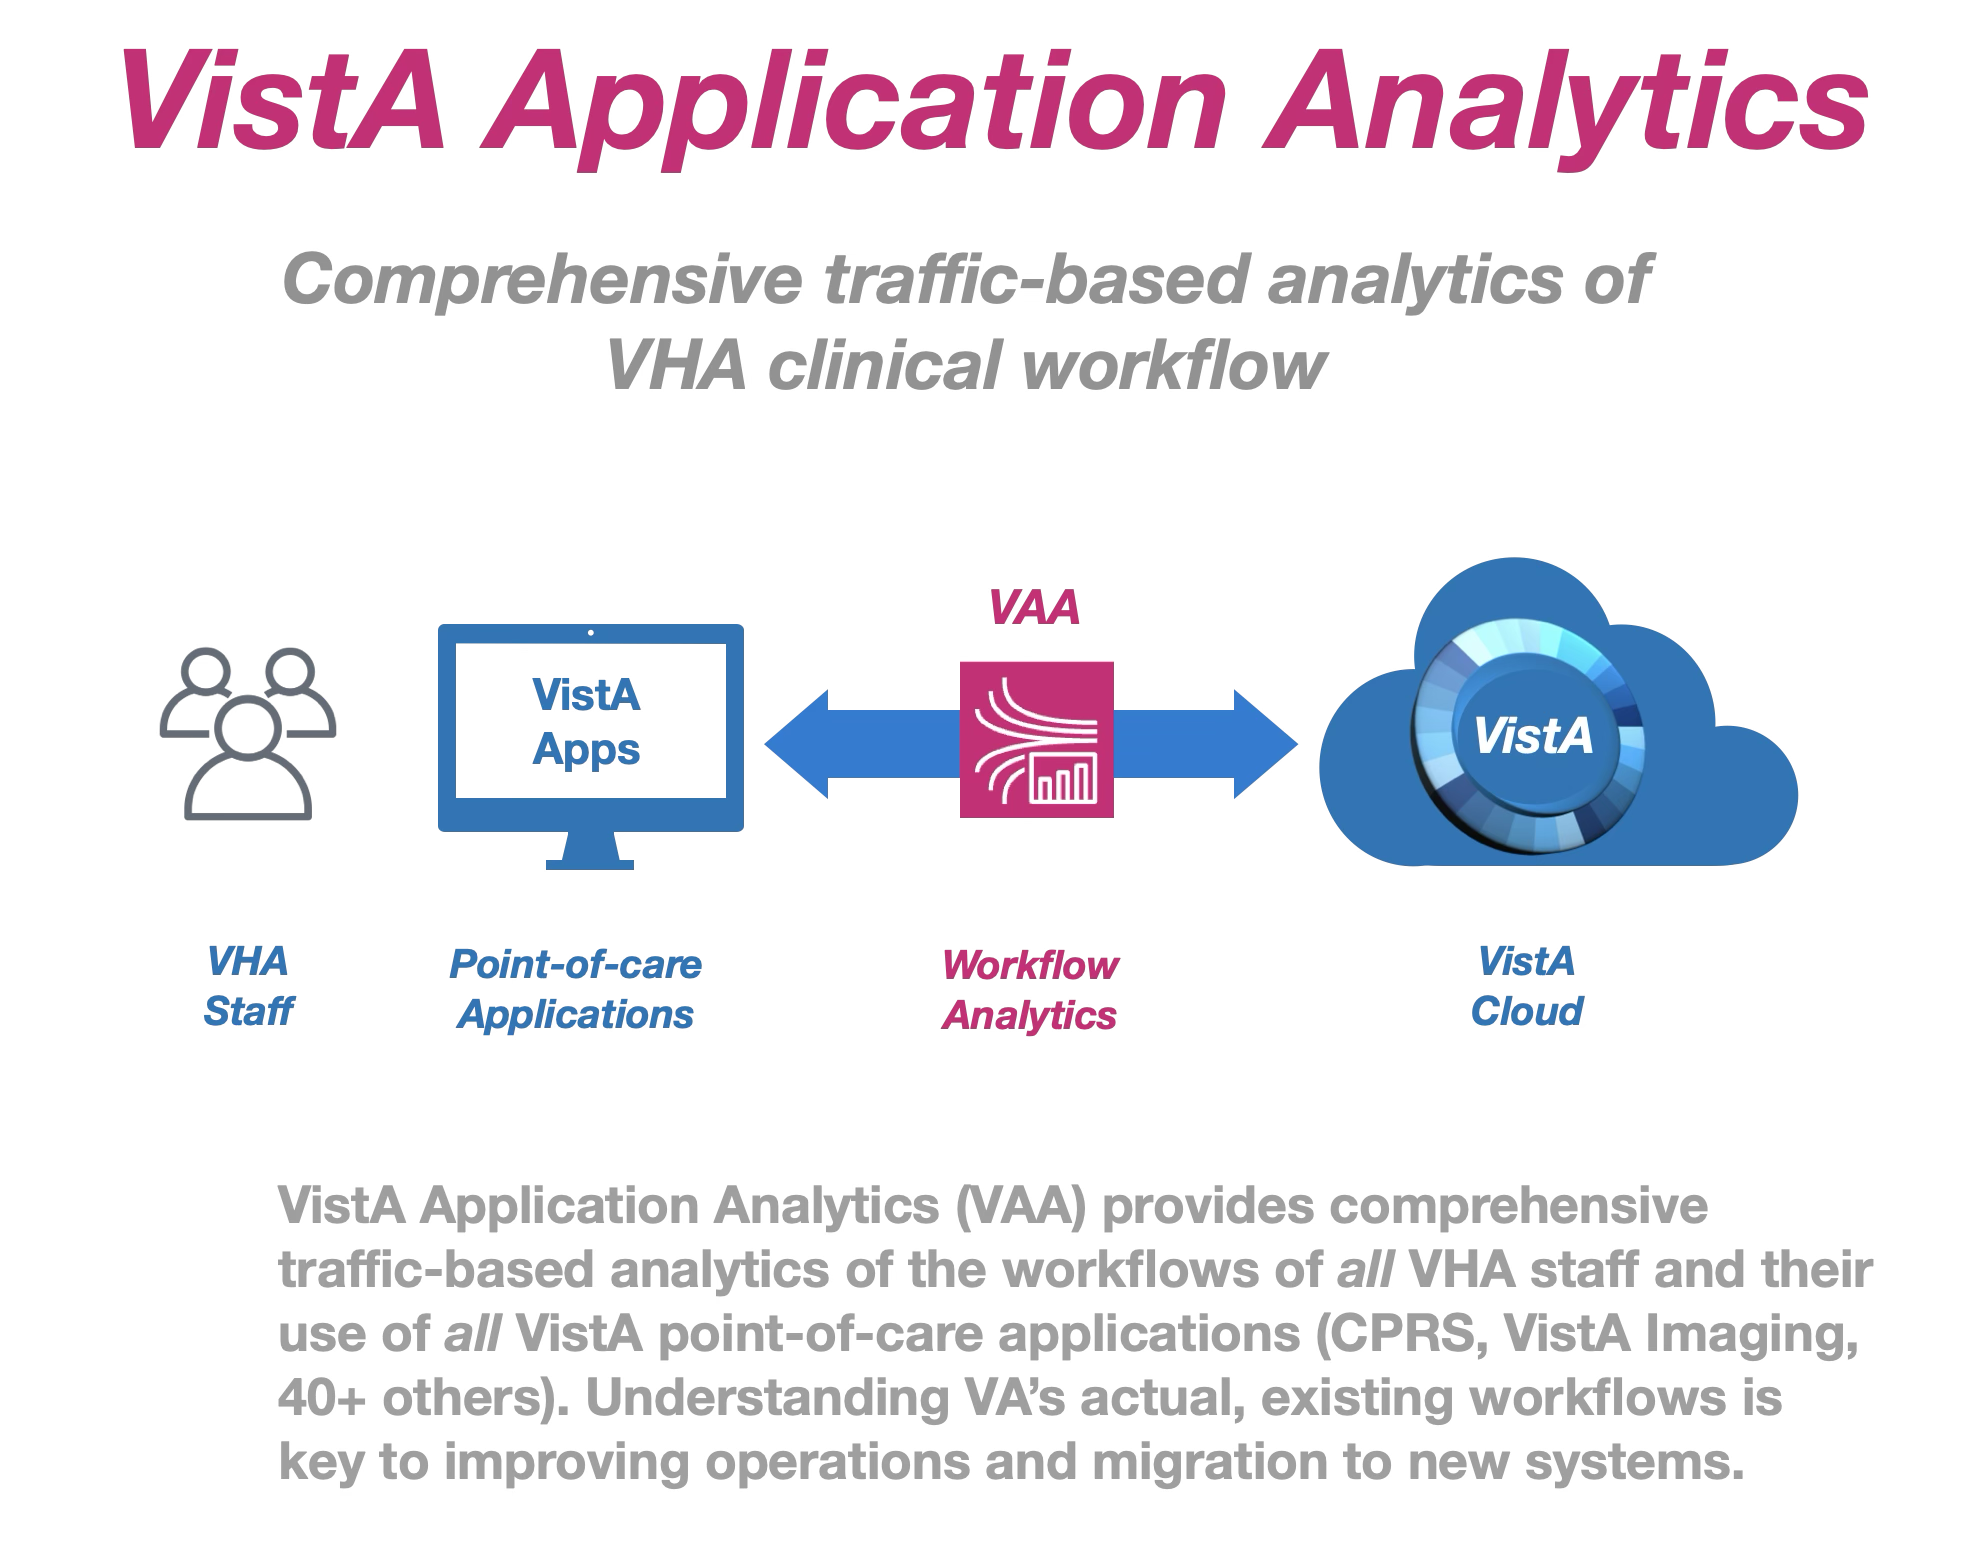 VistA Application Analytics
Comprehensive traffic-based analytics of
VHA clinical workflow
VAA
VistA
Apps
VistA
VHA
Staff
Point-of-care
Applications
Workflow
Analytics
VistA
Cloud
VistA Application Analytics (VAA) provides comprehensive
traffic-based analytics of the workflows of all VHA staff and their
use of all VistA point-of-care applications (CPRS, VistA Imaging,
40+ others). Understanding VA’s actual, existing workflows is
key to improving operations and migration to new systems.